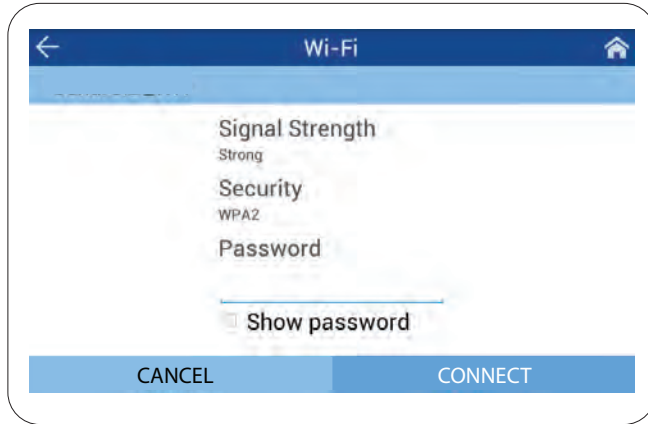 Wi-Fi
Signal Strength
Strong
Security
WPA2
Password
Show password
CANCEL
CONNECT